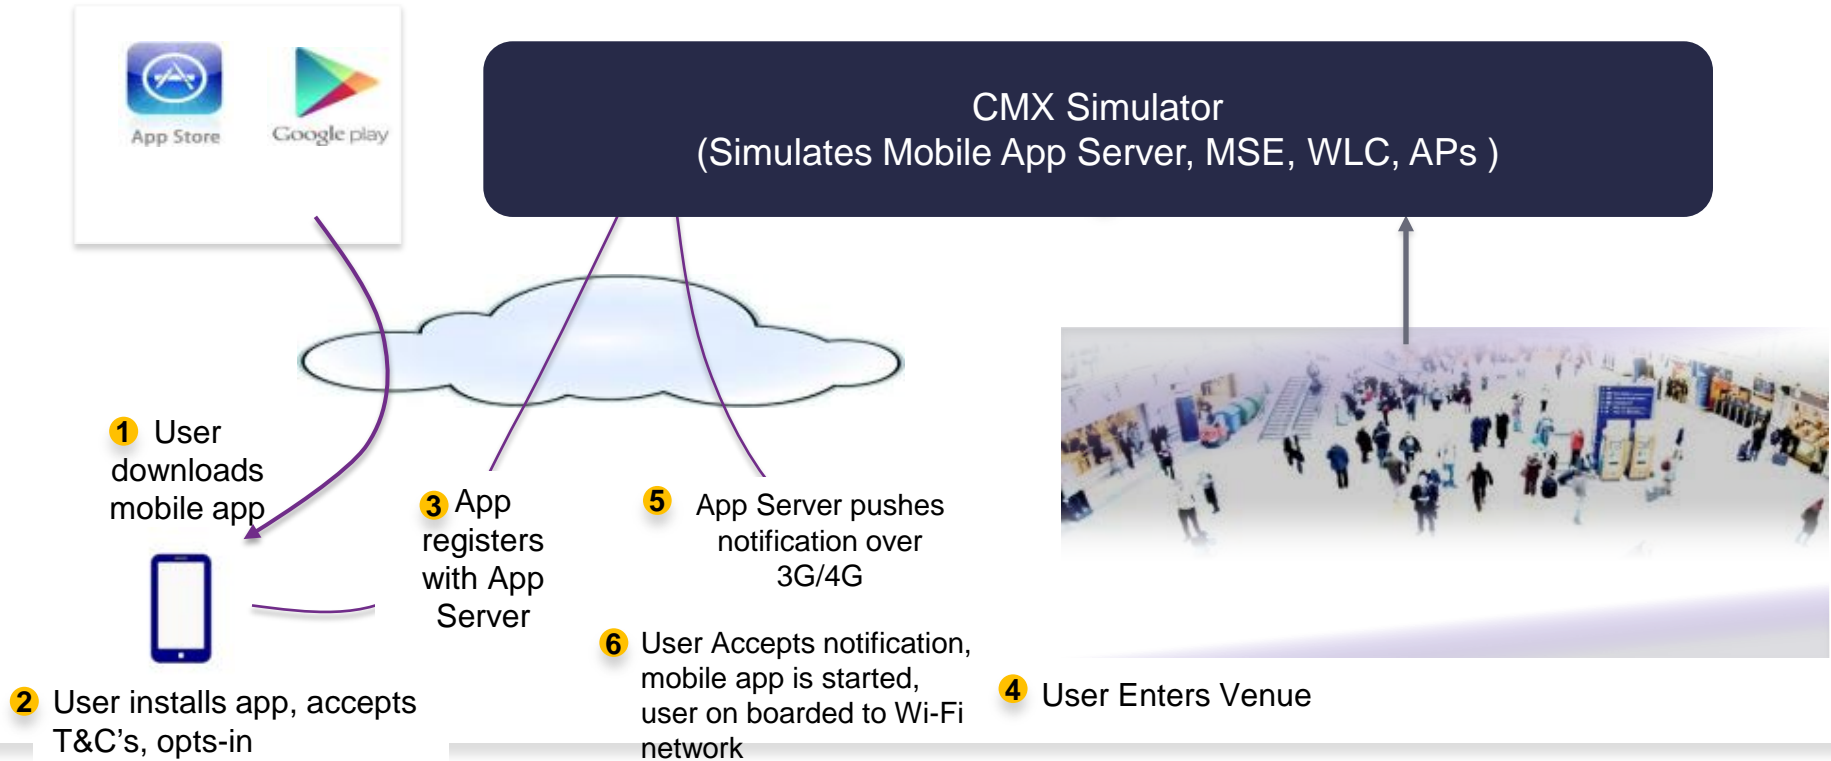 App Store
Google play
CMX Simulator
(Simulates Mobile App Server, MSE, WLC, APs )
1 User
downloads
mobile app
2 User installs app, accepts
T&C's, opts-in
3 App
registers
with App
Server
5 App Server pushes
notification over
3G/4G
6 User Accepts notification,
mobile app is started,
user on boarded to Wi-Fi
network
4 User Enters Venue